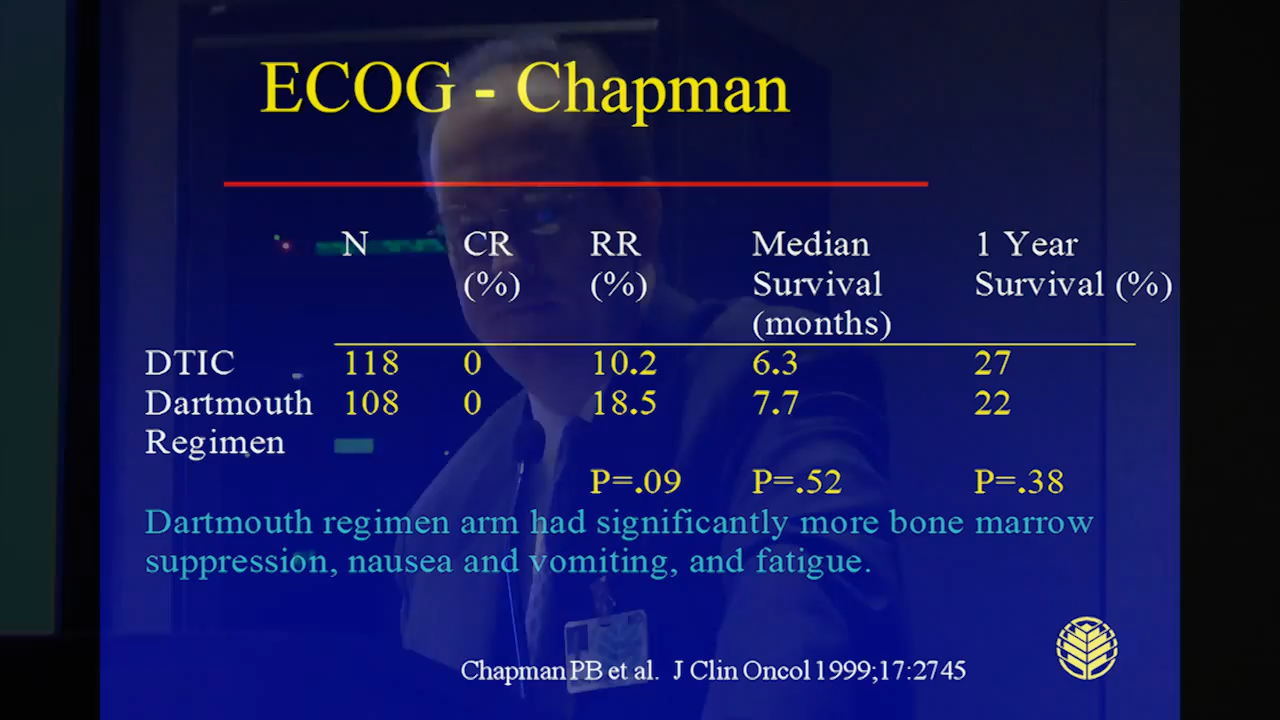 ECOG - Chapman
N CR RR Median 1 Year
(%) (%) Survival Survival (%)
(months)
DTIC 118 0 10.2 6.3 27
Dartmouth 108 0 18.5 7.7 22
Regimen
P=.09 P=.52 P=.38
Dartmouth regimen arm had significantly more bone marrow
suppression, nausea and vomiting, and fatigue.
Chapman PB et al. J Clin Oncol 1999;17:2745